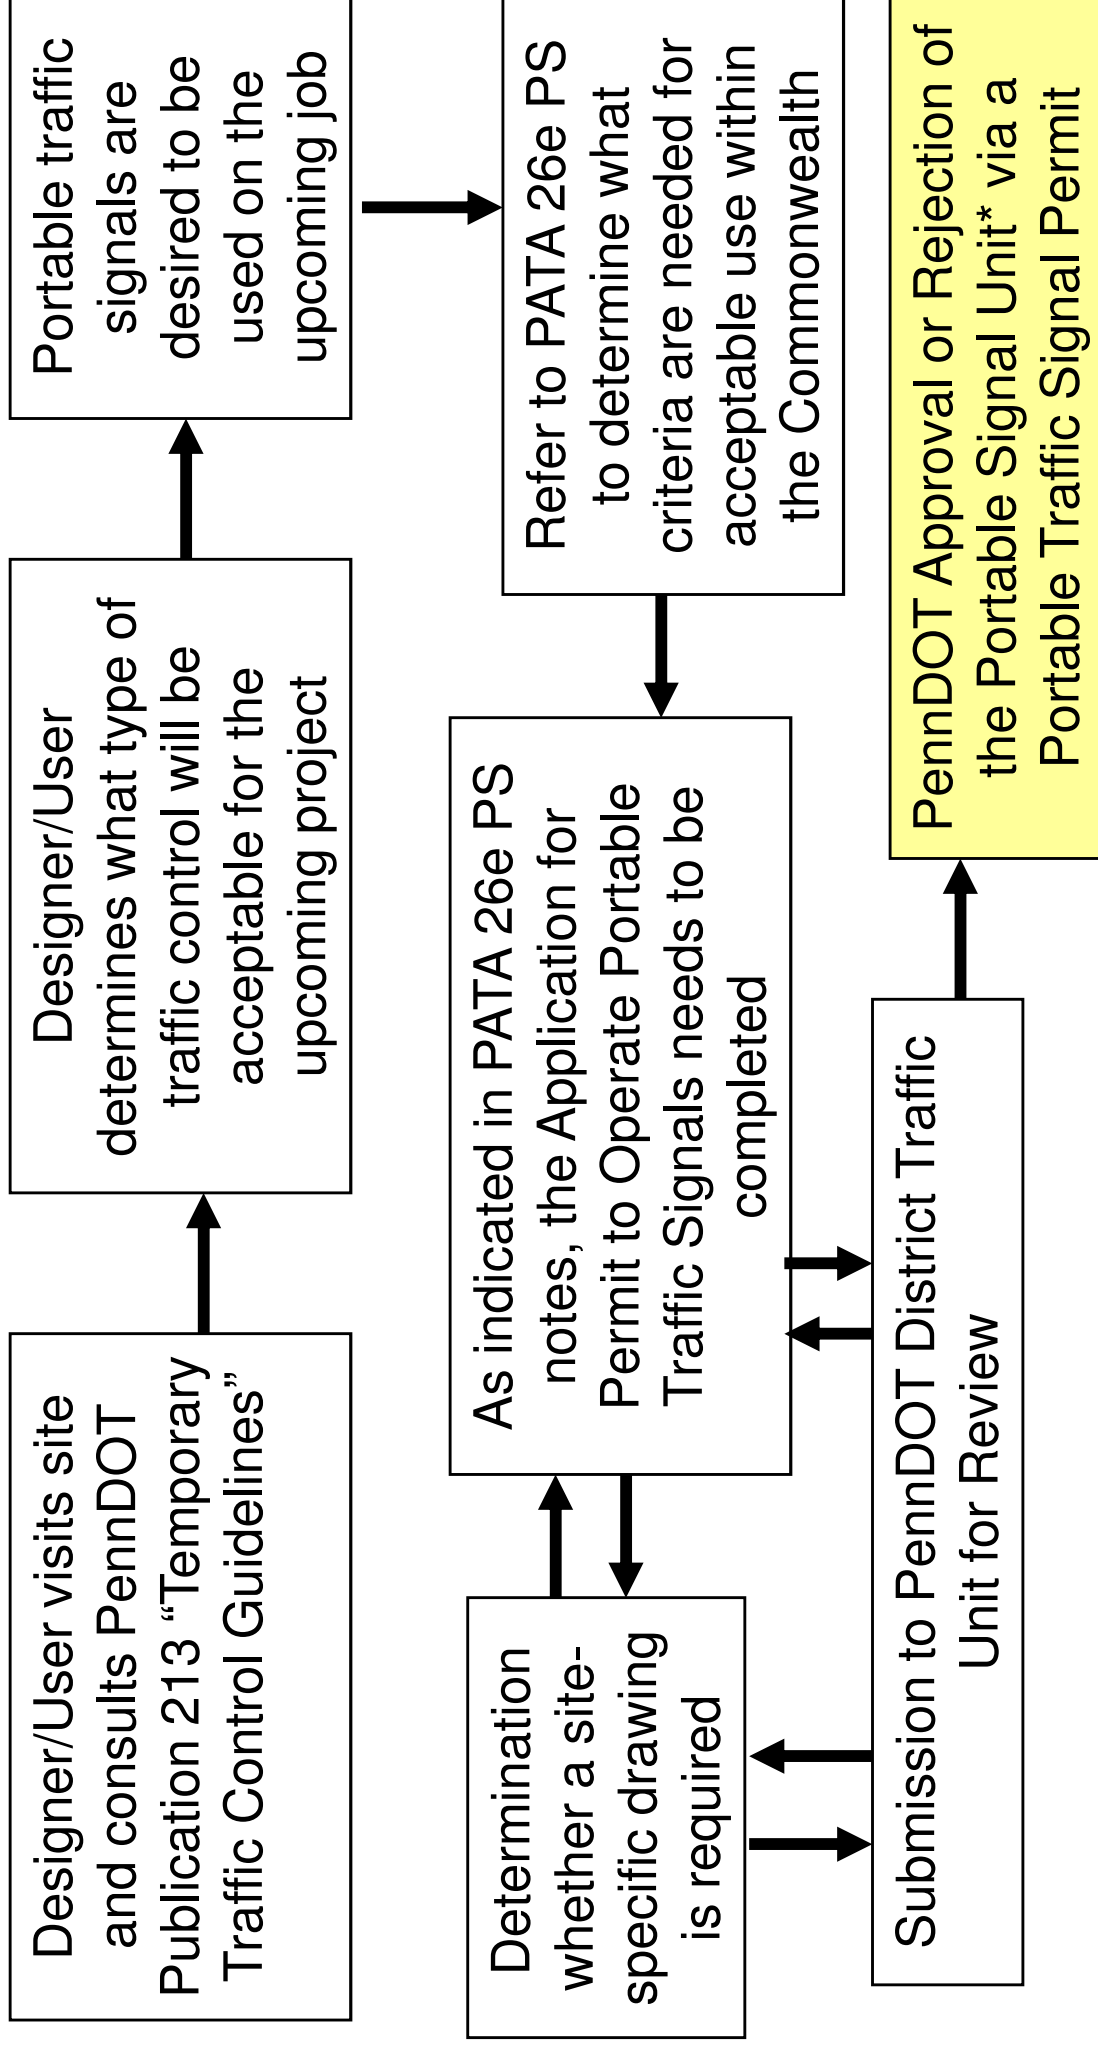 Designer/User visits site
and consults PennDOT
Publication 213 “Temporary
Traffic Control Guidelines”
Designer/User
determines what type of
traffic control will be
acceptable for the
upcoming project
Portable traffic
signals are
desired to be
used on the
upcoming job
Refer to PATA 26e PS
to determine what
criteria are needed for
acceptable use within
the Commonwealth
As indicated in PATA 26e PS
notes, the Application for
Permit to Operate Portable
Traffic Signals needs to be
completed
Determination
whether a site-
specific drawing
is required
Submission to PennDOT District Traffic
Unit for Review
PennDOT Approval or Rejection of
the Portable Signal Unit* via a
Portable Traffic Signal Permit